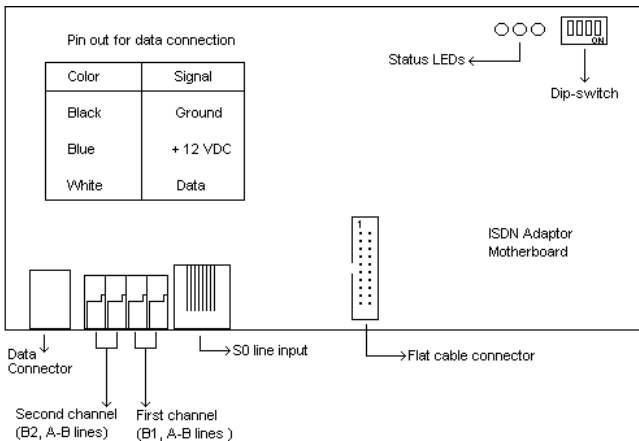 Pin out for data connection
Color Signal
Black Ground
Blue + 12 VDC
White Data
Status LEDs
ON
Dip-switch
1
ISDN Adaptor
Motherboard
Data
Connector
S0 line input
Flat cable connector
Second channel
(B2, A-B lines)
First channel
(B1, A-B lines )